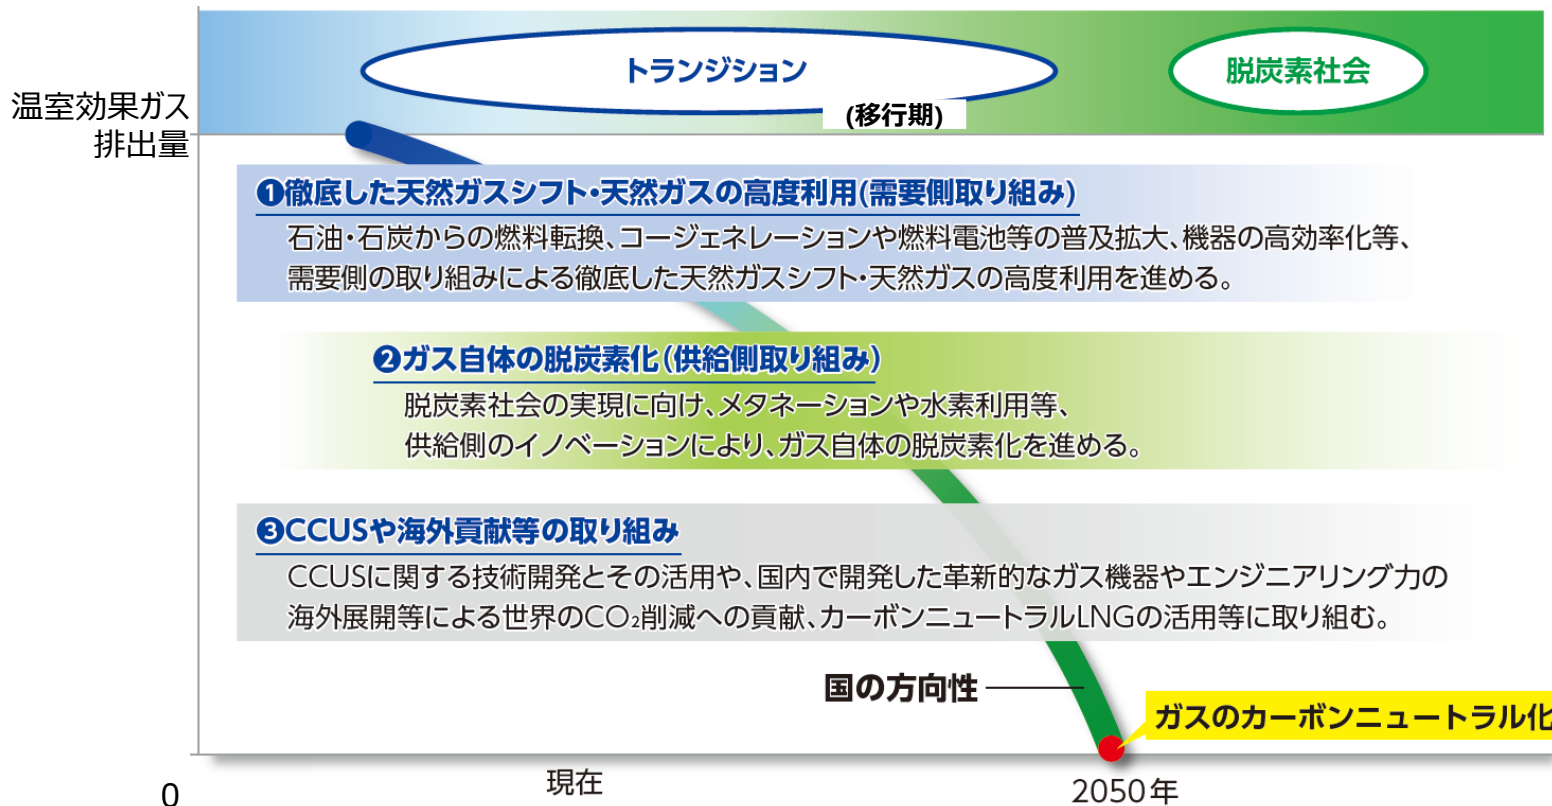 トランジション
(移行期)
脱炭素社会
温室効果ガス
排出量
❶徹底した天然ガスシフト・天然ガスの高度利用(需要側取り組み)
石油・石炭からの燃料転換、コージェネレーションや燃料電池等の普及拡大、機器の高効率化等、
需要側の取り組みによる徹底した天然ガスシフト・天然ガスの高度利用を進める。
❷ガス自体の脱炭素化(供給側取り組み)
脱炭素社会の実現に向け、メタネーションや水素利用等、
供給側のイノベーションにより、ガス自体の脱炭素化を進める。
❸CCUSや海外貢献等の取り組み
CCUSに関する技術開発とその活用や、国内で開発した革新的なガス機器やエンジニアリング力の
海外展開等による世界のCO₂削減への貢献、カーボンニュートラルLNGの活用等に取り組む。
国の方向性
ガスのカーボンニュートラル化
0
現在
2050年